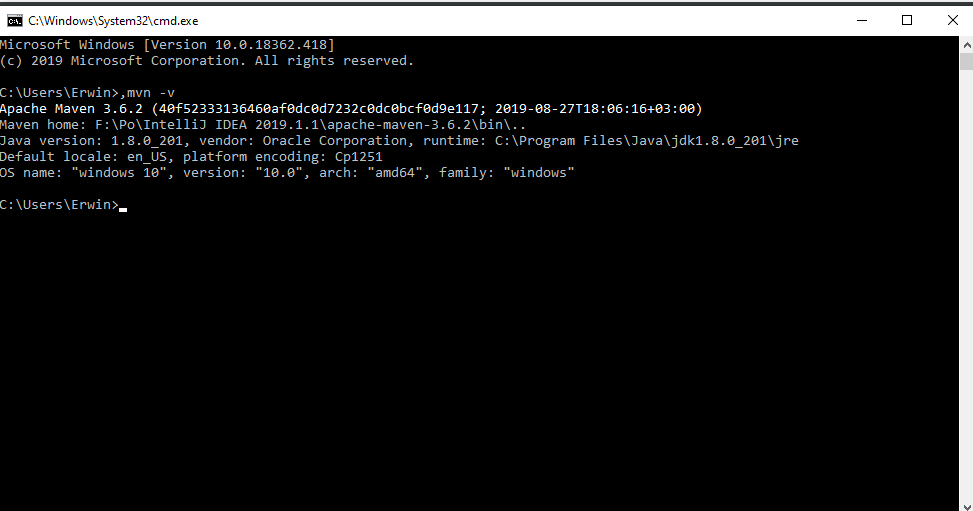 C:\Windows\System32\cmd.exe
Microsoft Windows [Version 10.0.18362.418]
(c) 2019 Microsoft Corporation. All rights reserved.
C:\Users\Erwin>,mvn -v
Apache Maven 3.6.2 (40f52333136460af0dc0d7232c0dc0bcf0d9e117; 2019-08-27T18:06:16+03:00)
Maven home: F:\Po\IntelliJ IDEA 2019.1.1\apache-maven-3.6.2\bin\..
Java version: 1.8.0_201, vendor: Oracle Corporation, runtime: C:\Program Files\Java\jdk1.8.0_201\jre
Default locale: en_US, platform encoding: Cp1251
OS name: "windows 10", version: "10.0", arch: "amd64", family: "windows"
C:\Users\Erwin>